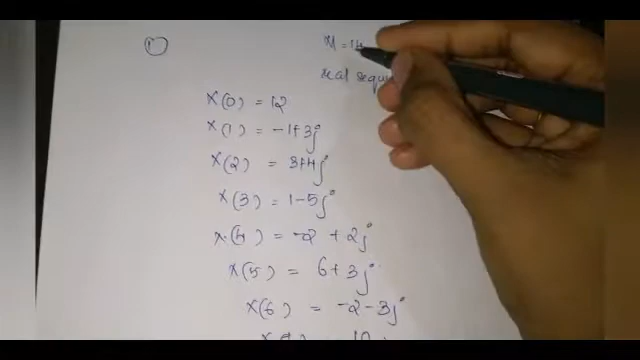 1
N = 14
real
X(0) = 12
X(1) = -1+3j
X(2) = 3+4j
X(3) = 1-5j
X(4) = -2 + 2j
X(5) = 6+3j
X(6) = -2-3j